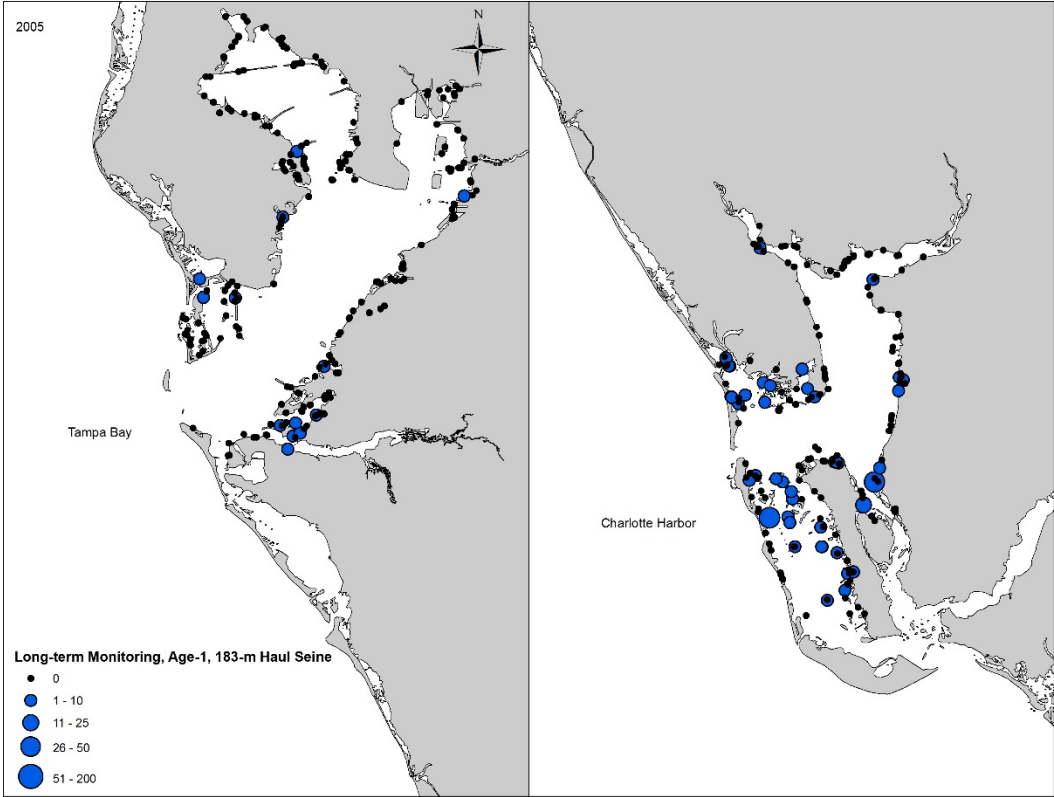 2005
N
Tampa Bay
Charlotte Harbor
Long-term Monitoring, Age-1, 183-m Haul Seine
0
1 - 10
11 - 25
26 - 50
51 - 200